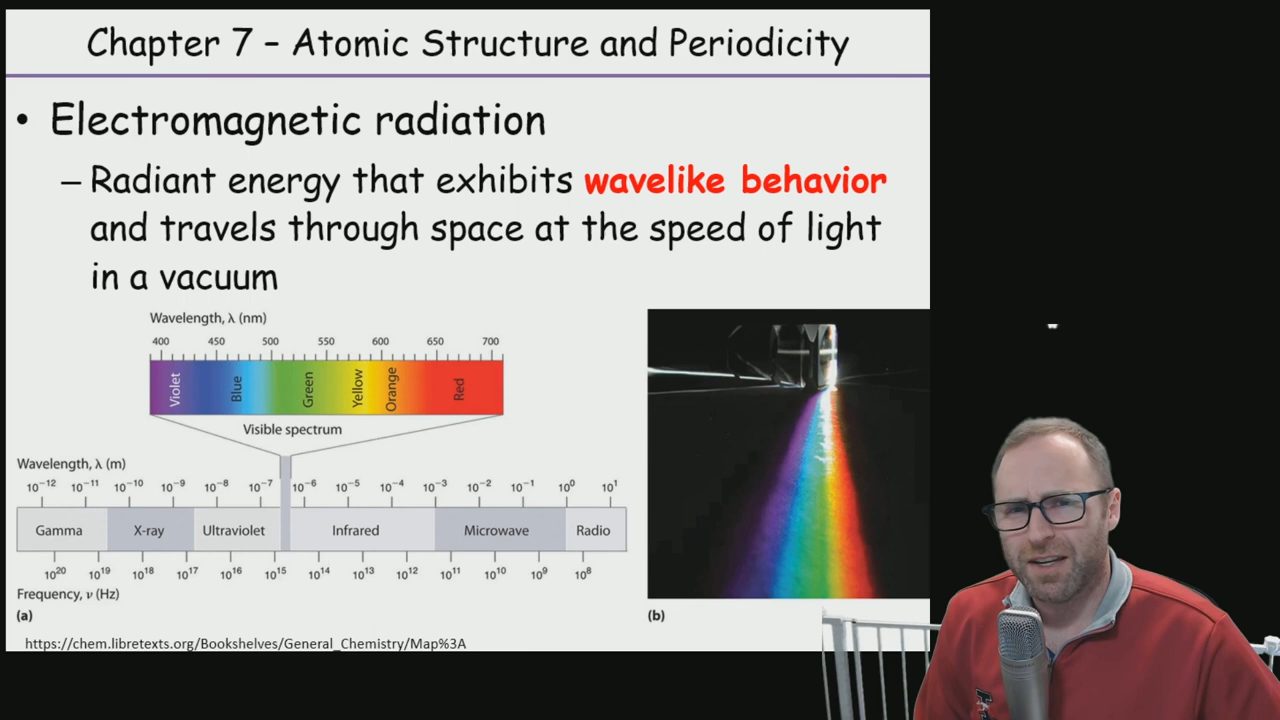 Chapter 7 – Atomic Structure and Periodicity
• Electromagnetic radiation
– Radiant energy that exhibits wavelike behavior
and travels through space at the speed of light
in a vacuum
Wavelength, λ (nm)
400 450 500 550 600 650 700
Violet Blue Green Yellow Orange Red
Visible spectrum
Wavelength, λ (m)
10⁻¹² 10⁻¹¹ 10⁻¹⁰ 10⁻⁹ 10⁻⁸ 10⁻⁷ 10⁻⁶ 10⁻⁵ 10⁻⁴ 10⁻³ 10⁻² 10⁻¹ 10⁰ 10¹
Gamma X-ray Ultraviolet Infrared Microwave Radio
10²⁰ 10¹⁹ 10¹⁸ 10¹⁷ 10¹⁶ 10¹⁵ 10¹⁴ 10¹³ 10¹² 10¹¹ 10¹⁰ 10⁹ 10⁸
Frequency, ν (Hz)
(a) (b)
https://chem.libretexts.org/Bookshelves/General_Chemistry/Map%3A